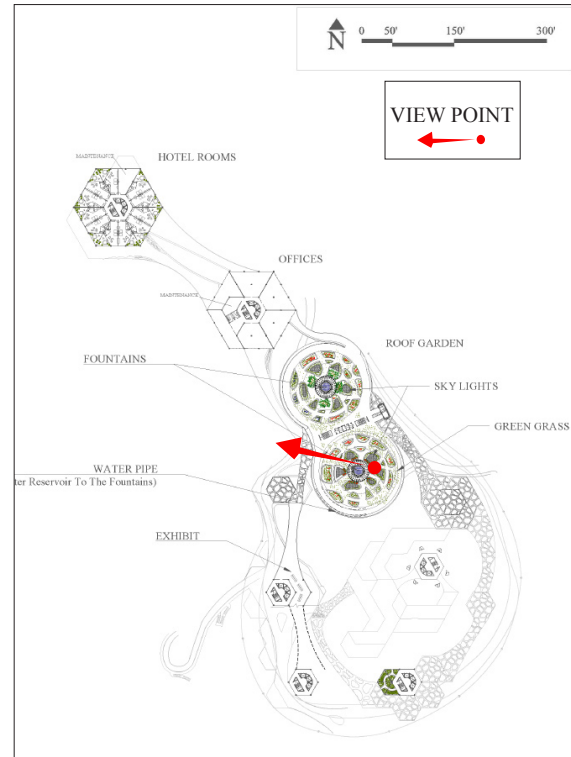 N
0 50' 150' 300'
VIEW POINT
MAINTENANCE
HOTEL ROOMS
OFFICES
MAINTENANCE
ROOF GARDEN
FOUNTAINS
SKY LIGHTS
GREEN GRASS
WATER PIPE
ter Reservoir To The Fountains)
EXHIBIT